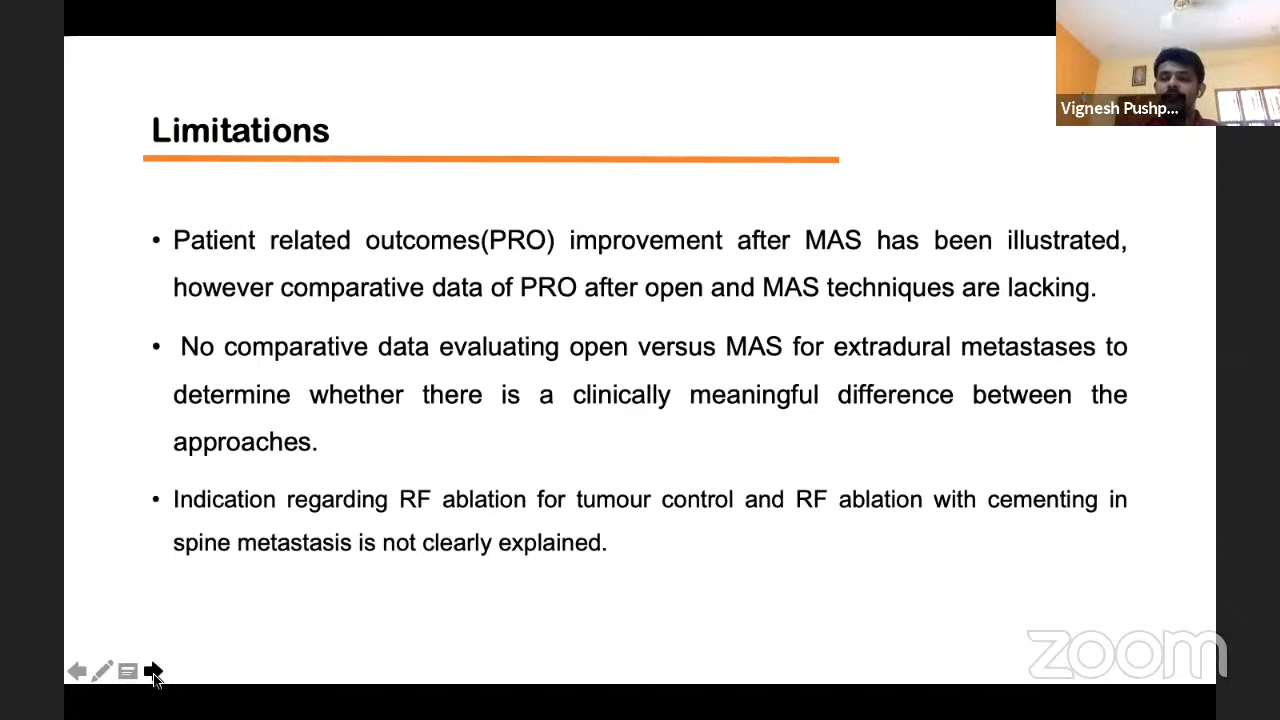 Vignesh Pushp...
Limitations
• Patient related outcomes(PRO) improvement after MAS has been illustrated,
however comparative data of PRO after open and MAS techniques are lacking.
• No comparative data evaluating open versus MAS for extradural metastases to
determine whether there is a clinically meaningful difference between the
approaches.
• Indication regarding RF ablation for tumour control and RF ablation with cementing in
spine metastasis is not clearly explained.
zoom